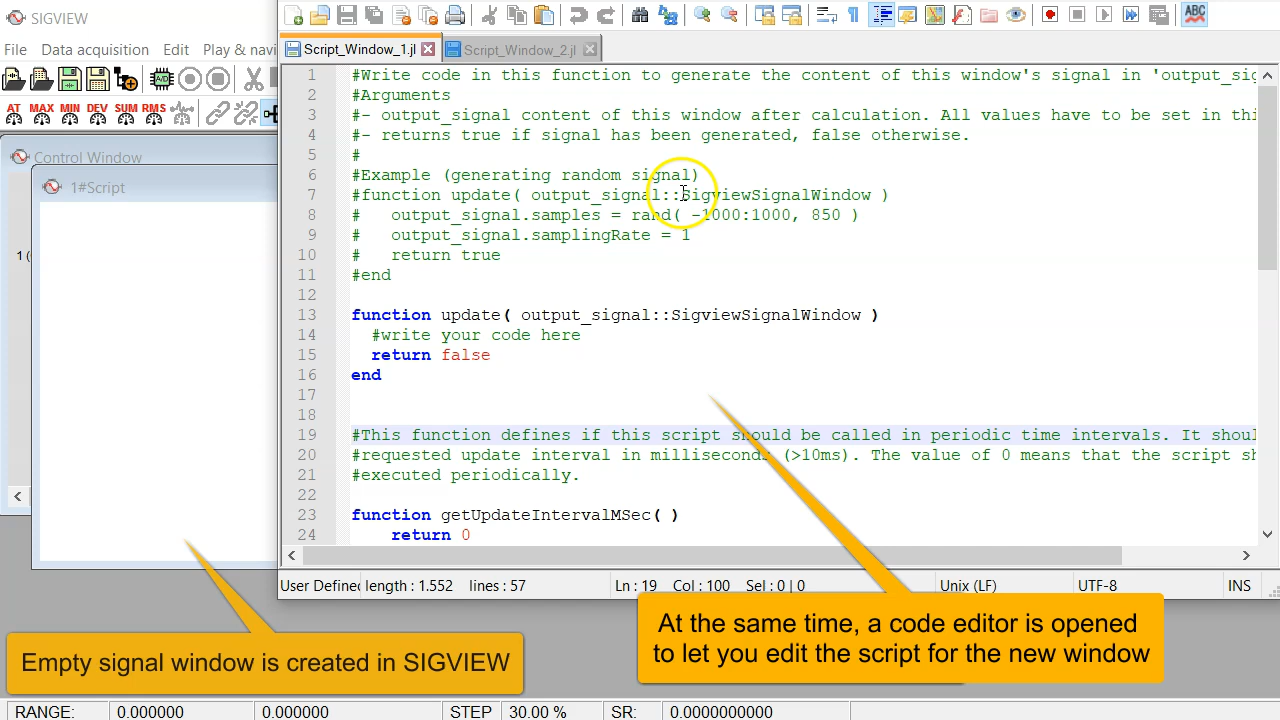 SIGVIEW
File Data acquisition Edit Play & navi
AT MAX MIN DEV SUM RMS
Control Window
1#Script
1 (
Script_Window_1.jl Script_Window_2.jl
ABC
1 #Write code in this function to generate the content of this window's signal in 'output_sig
2 #Arguments
3 #- output_signal content of this window after calculation. All values have to be set in thi
4 #- returns true if signal has been generated, false otherwise.
5 #
6 #Example (generating random signal)
7 #function update( output_signal::SigviewSignalWindow )
8 # output_signal.samples = rand( -1000:1000, 850 )
9 # output_signal.samplingRate = 1
10 # return true
11 #end
12
13 function update( output_signal::SigviewSignalWindow )
14 #write your code here
15 return false
16 end
17
18
19 #This function defines if this script should be called in periodic time intervals. It shoul
20 #requested update interval in milliseconds (>10ms). The value of 0 means that the script sh
21 #executed periodically.
22
23 function getUpdateIntervalMSec( )
24 return 0
User Define length : 1.552 lines : 57 Ln : 19 Col : 100 Sel : 0 | 0 Unix (LF) UTF-8 INS
Empty signal window is created in SIGVIEW
At the same time, a code editor is opened
to let you edit the script for the new window
RANGE: 0.000000 0.000000 STEP 30.00 % SR: 0.0000000000